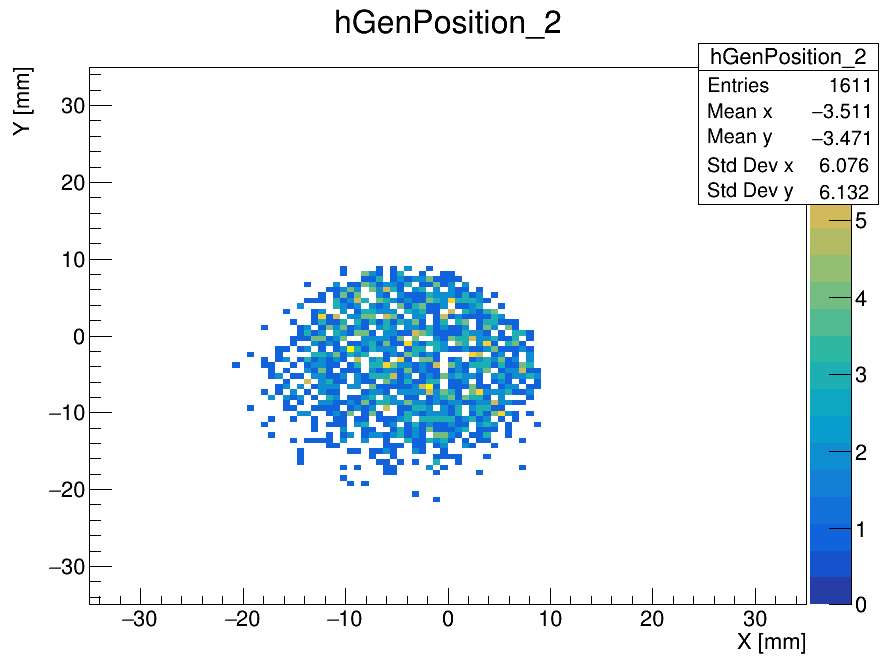 hGenPosition_2
hGenPosition_2
Entries 1611
Mean x −3.511
Mean y −3.471
Std Dev x 6.076
Std Dev y 6.132
Y [mm]
30
20
10
0
−10
−20
−30
−30 −20 −10 0 10 20 30
X [mm]
5
4
3
2
1
0